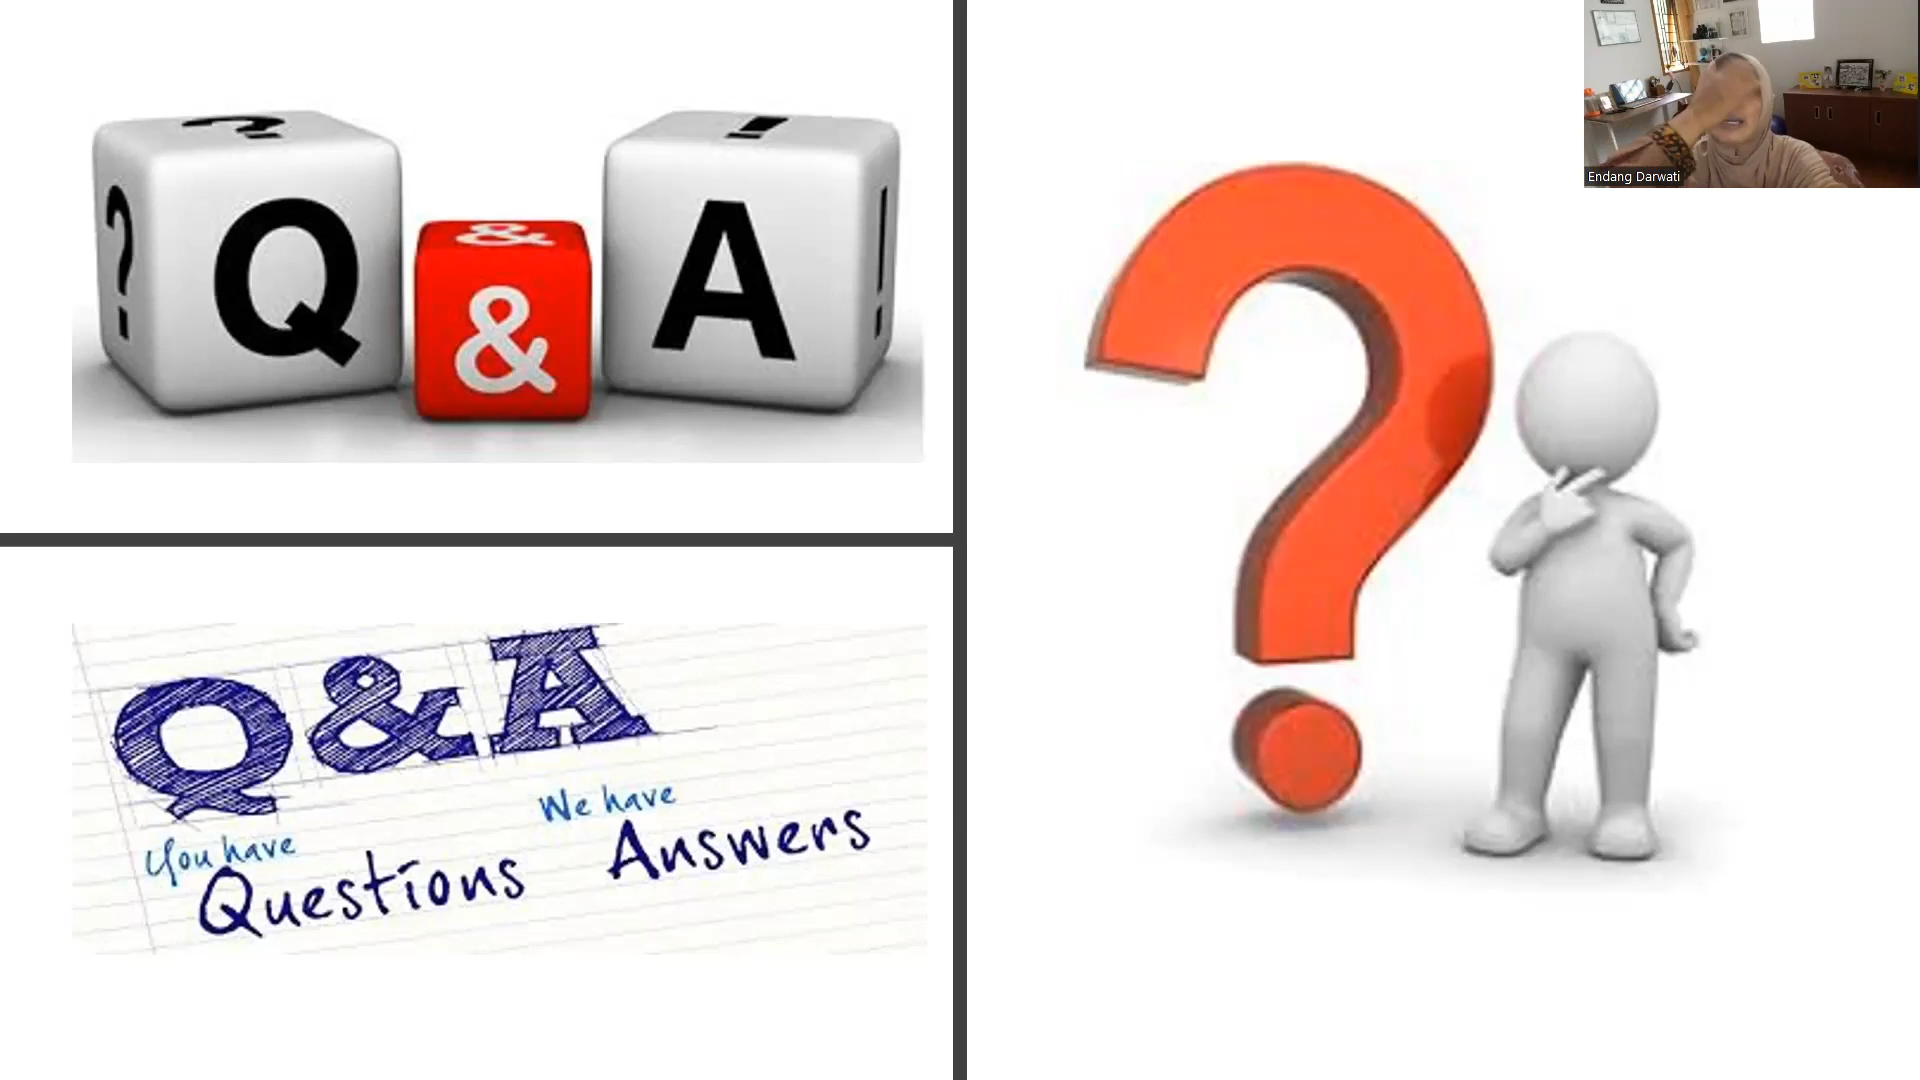 ? Q & & ! A !
Q&A
You have
Questions
We have
Answers
?
Endang Darwati